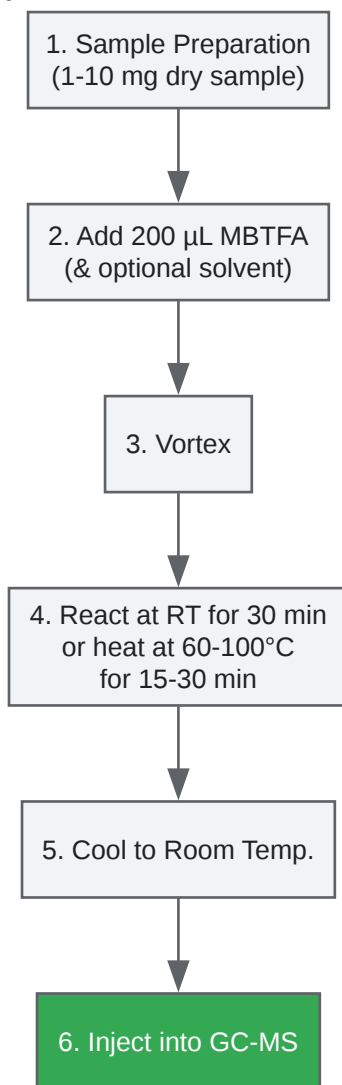 1. Sample Preparation
(1-10 mg dry sample)
2. Add 200 µL MBTFA
(& optional solvent)
3. Vortex
4. React at RT for 30 min
or heat at 60-100°C
for 15-30 min
5. Cool to Room Temp.
6. Inject into GC-MS